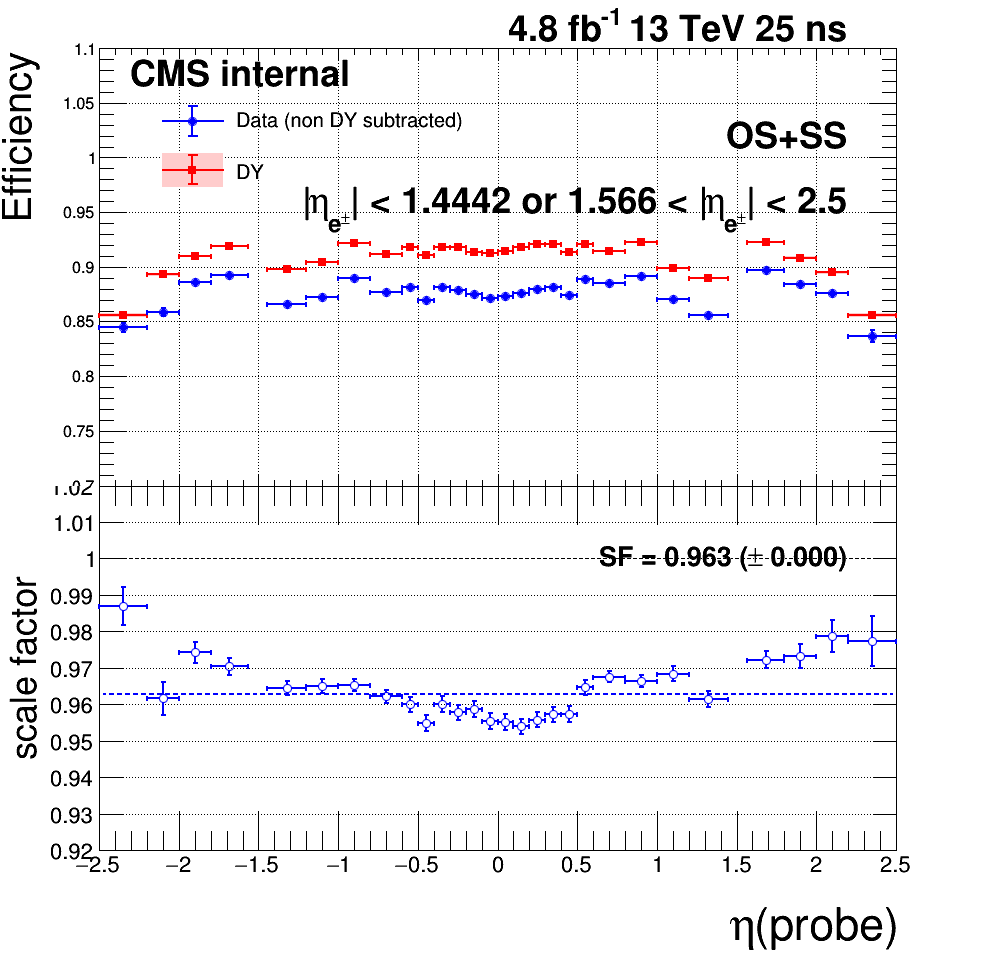 4.8 fb-1 13 TeV 25 ns
Efficiency
1.1
1.05
1
0.95
0.9
0.85
0.8
0.75
CMS internal
Data (non DY subtracted)
DY
OS+SS
|ηe±| < 1.4442 or 1.566 < |ηe±| < 2.5
scale factor
1.02
1.01
1
0.99
0.98
0.97
0.96
0.95
0.94
0.93
0.92
SF = 0.963 (± 0.000)
−2.5 −2 −1.5 −1 −0.5 0 0.5 1 1.5 2 2.5
η(probe)